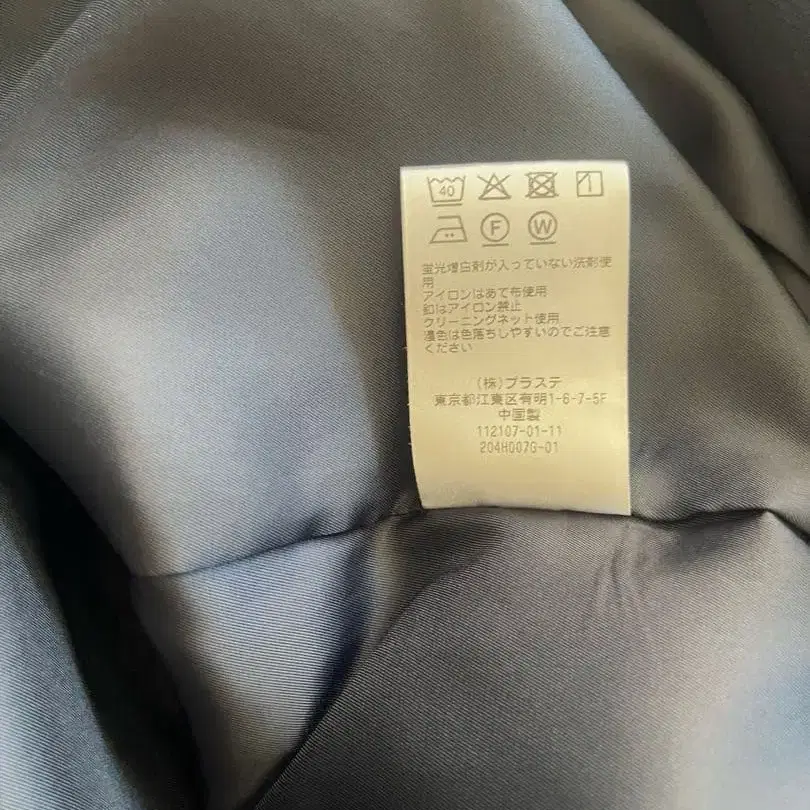 40
F W
蛍光増白剤が入っていない洗剤使
用
アイロンはあて布使用
釦はアイロン禁止
クリーニングネット使用
濃色は色落ちしやすいのでご注意
ください
(株)プラステ
東京都江東区有明1-6-7-5F
中国製
112107-01-11
204H007G-01